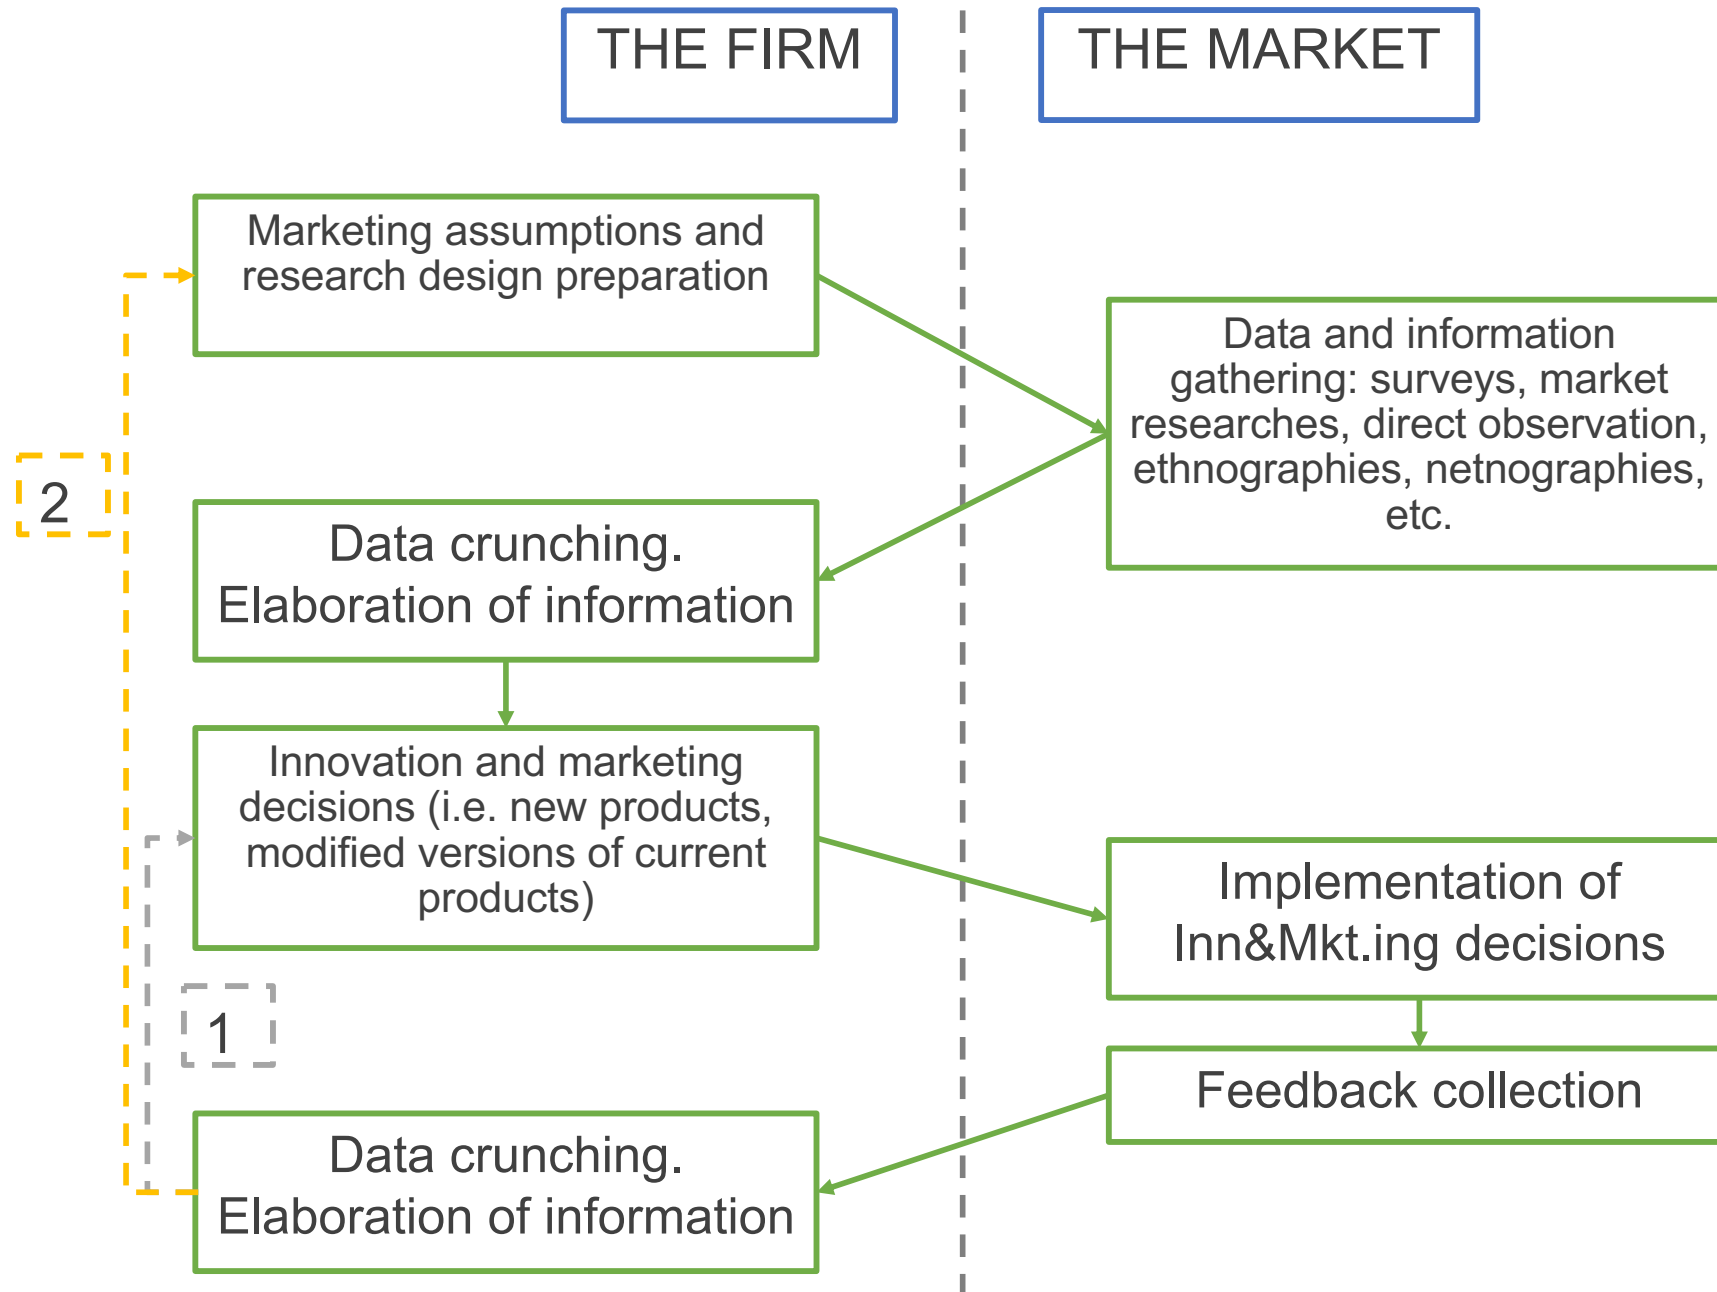 THE FIRM
THE MARKET
Marketing assumptions and
research design preparation
Data and information
gathering: surveys, market
researches, direct observation,
ethnographies, netnographies,
etc.
2
Data crunching.
Elaboration of information
Innovation and marketing
decisions (i.e. new products,
modified versions of current
products)
Implementation of
Inn&Mkt.ing decisions
1
Feedback collection
Data crunching.
Elaboration of information